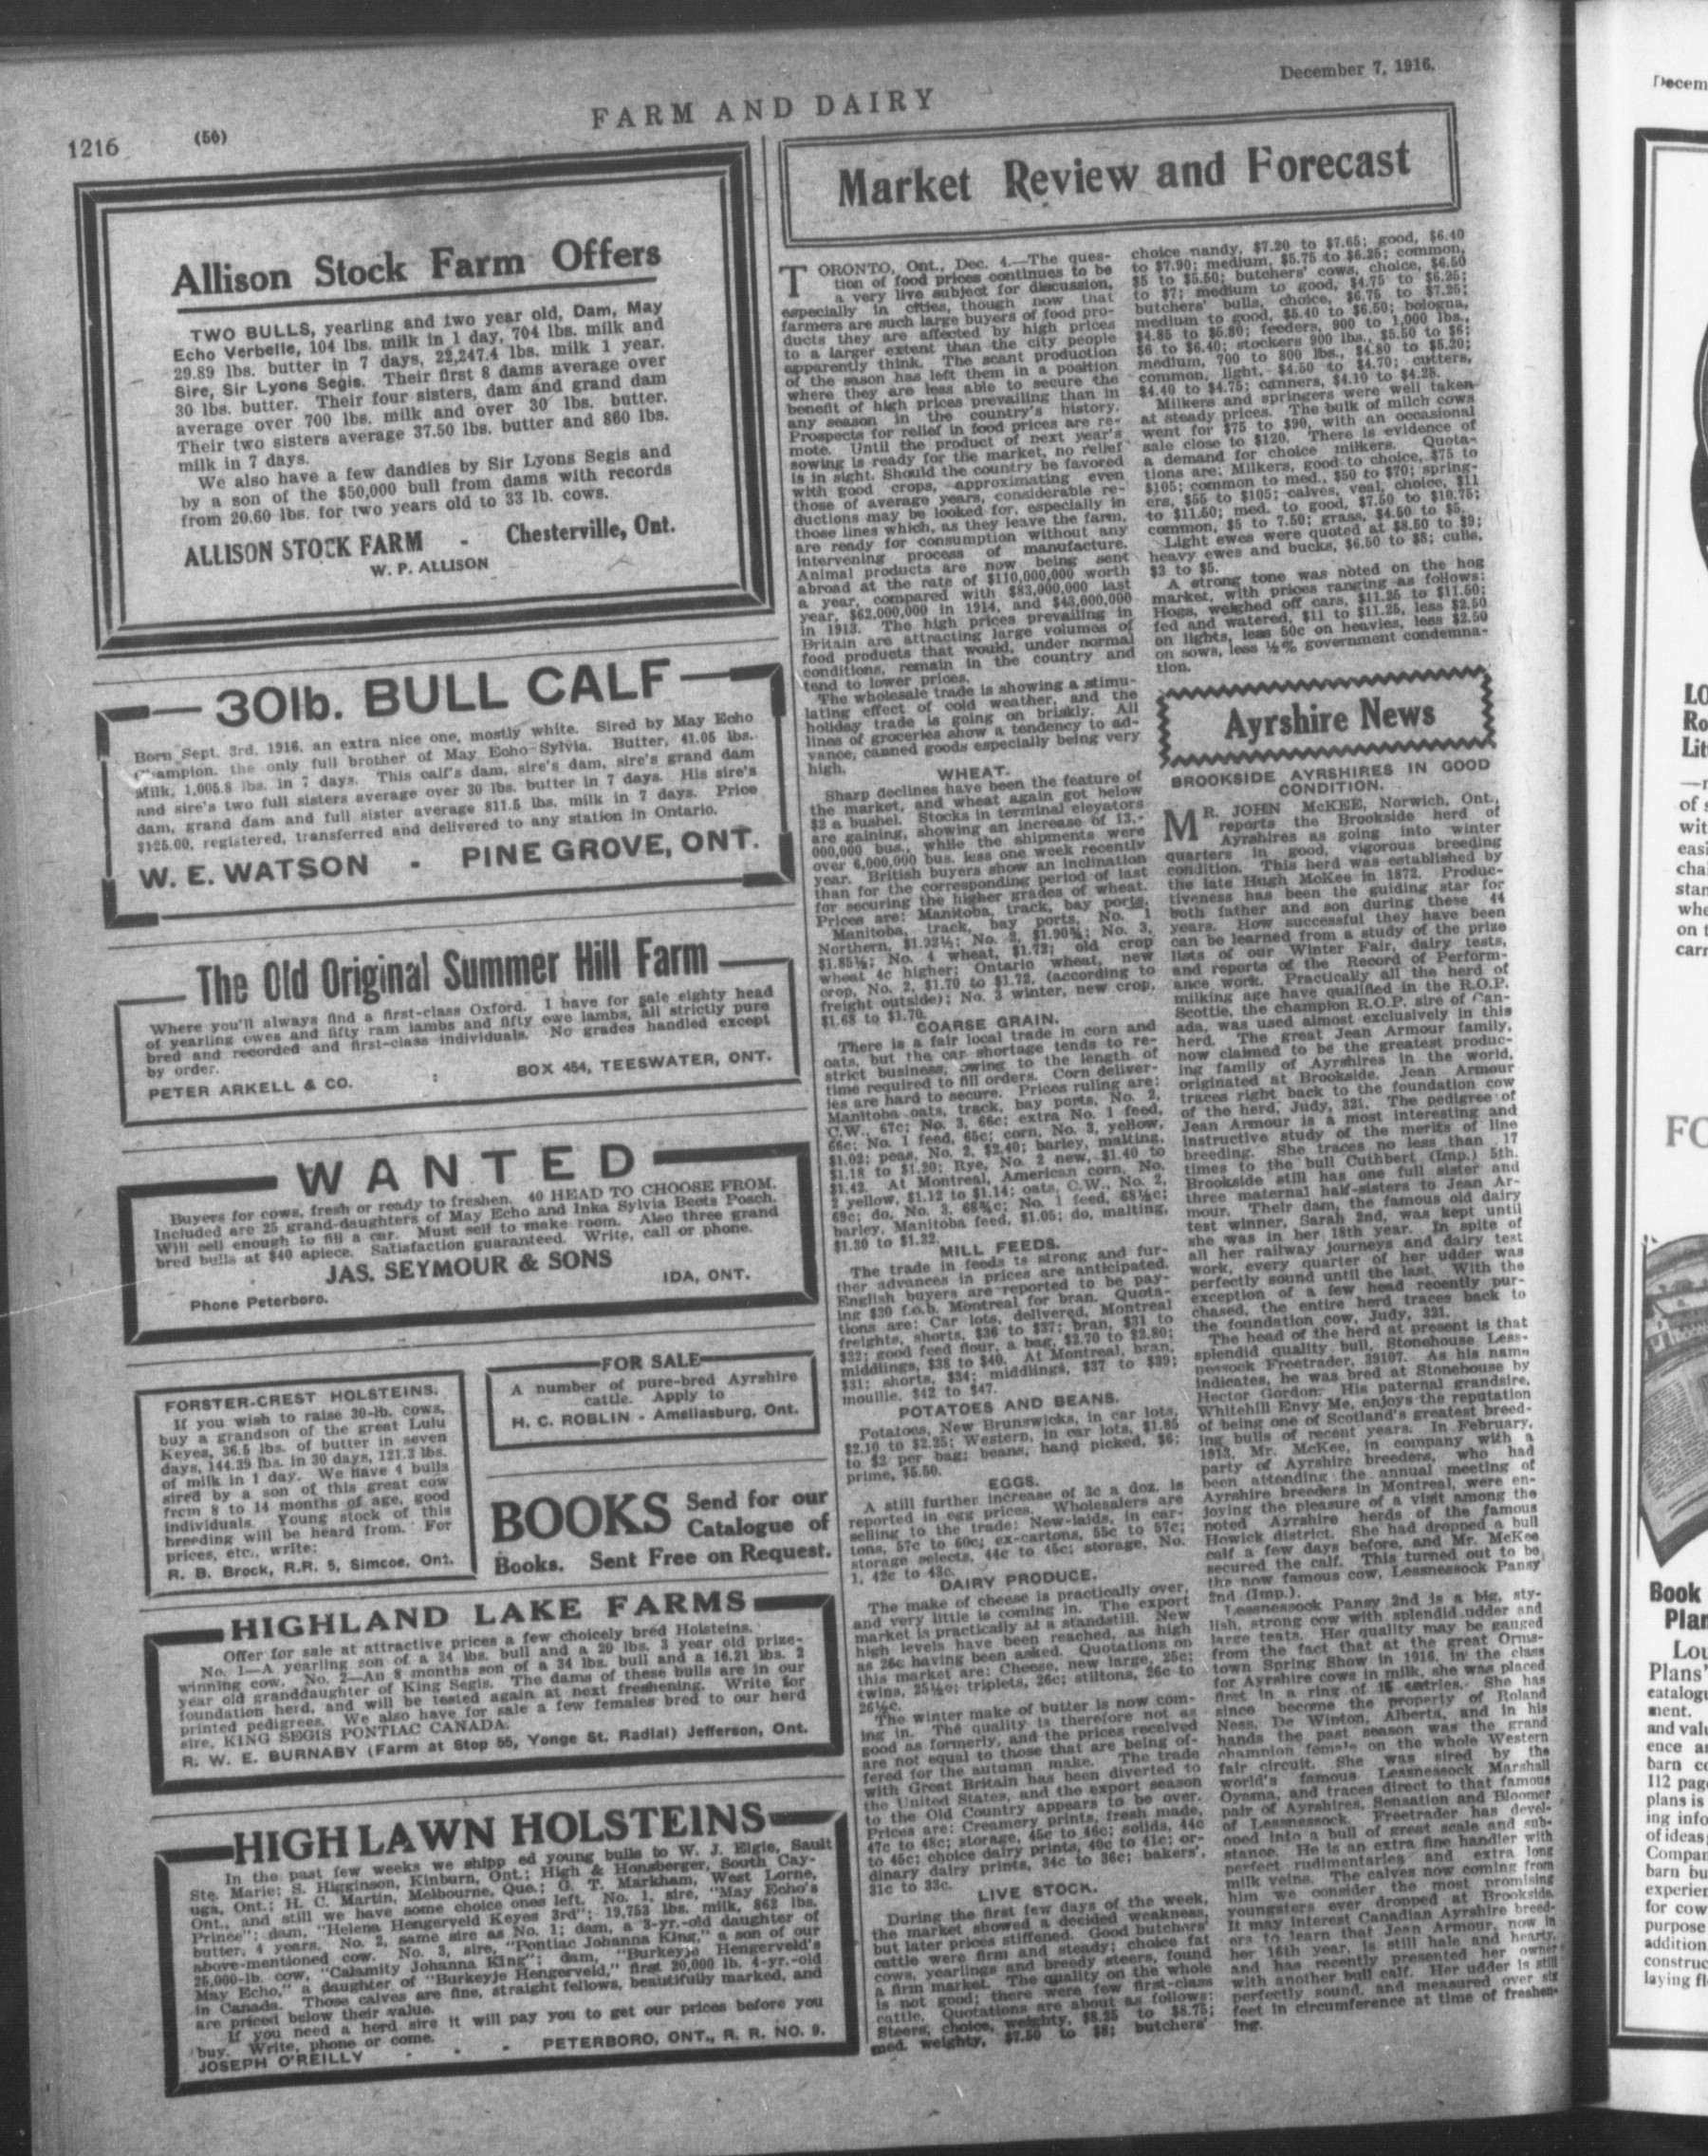 1216 (50) FARM AND DAIRY December 7, 1916.
Allison Stock Farm Offers
TWO BULLS, yearling and two year old, Dam, May
Echo Verbelle, 104 lbs. milk in 1 day, 704 lbs. milk and
29.89 lbs. butter in 7 days, 22,247.4 lbs. milk 1 year.
Sire, Sir Lyons Segis. Their first 8 dams average over
30 lbs. butter. Their four sisters, dam and grand dam
average over 700 lbs. milk and over 30 lbs. butter.
Their two sisters average 37.50 lbs. butter and 860 lbs.
milk in 7 days.
We also have a few dandies by Sir Lyons Segis and
by a son of the $50,000 bull from dams with records
from 20.60 lbs. for two years old to 33 lb. cows.
ALLISON STOCK FARM - Chesterville, Ont.
W. P. ALLISON
30lb. BULL CALF
Born Sept. 3rd, 1916, an extra nice one, mostly white. Sired by May Echo
Champion, the only full brother of May Echo Sylvia. Butter, 41.05 lbs.
Milk, 1,005.8 lbs. in 7 days. This calf's dam, sire's dam, sire's grand dam
and sire's two full sisters average over 30 lbs. butter in 7 days. His sire's
dam, grand dam and full sister average 811.5 lbs. milk in 7 days. Price
$125.00, registered, transferred and delivered to any station in Ontario.
W. E. WATSON - PINE GROVE, ONT.
The Old Original Summer Hill Farm
Where you'll always find a first-class Oxford. I have for sale eighty head
of yearling ewes and fifty ram lambs and fifty ewe lambs, all strictly pure
bred and recorded and first-class individuals. No grades handled except
by order.
PETER ARKELL & CO. : BOX 454, TEESWATER, ONT.
WANTED
Buyers for cows, fresh or ready to freshen. 40 HEAD TO CHOOSE FROM.
Included are 25 grand-daughters of May Echo and Inka Sylvia Beets Posch.
Will sell enough to fill a car. Must sell to make room. Also three grand
bred bulls at $40 apiece. Satisfaction guaranteed. Write, call or phone.
JAS. SEYMOUR & SONS
Phone Peterboro. IDA, ONT.
FORSTER-CREST HOLSTEINS.
If you wish to raise 30-lb. cows,
buy a grandson of the great Lulu
Keyes, 36.5 lbs. of butter in seven
days, 144.39 lbs. in 30 days, 121.3 lbs.
of milk in 1 day. We have 4 bulls
sired by a son of this great cow
from 8 to 14 months of age, good
individuals. Young stock of this
breeding will be heard from. For
prices, etc., write:
R. B. Brock, R.R. 5, Simcoe, Ont.
FOR SALE
A number of pure-bred Ayrshire
cattle. Apply to
H. C. ROBLIN - Ameliasburg, Ont.
BOOKS Send for our
Catalogue of
Books. Sent Free on Request.
HIGHLAND LAKE FARMS
Offer for sale at attractive prices a few choicely bred Holsteins.
No. 1—A yearling son of a 34 lbs. bull and a 20 lbs. 3 year old prize-
winning cow. No. 2—An 8 months son of a 34 lbs. bull and a 16.21 lbs. 2
year old granddaughter of King Segis. The dams of these bulls are in our
foundation herd, and will be tested again at next freshening. Write for
printed pedigrees. We also have for sale a few females bred to our herd
sire, KING SEGIS PONTIAC CANADA.
R. W. E. BURNABY (Farm at Stop 55, Yonge St. Radial) Jefferson, Ont.
HIGHLAWN HOLSTEINS
In the past few weeks we shipp ed young bulls to W. J. Elgie, Sault
Ste. Marie; S. Higginson, Kinburn, Ont.; High & Honsberger, South Cay-
uga, Ont.; H. C. Martin, Melbourne, Que.; G. T. Markham, West Lorne,
Ont., and still we have some choice ones left. No. 1, sire, "May Echo's
Prince"; dam, "Helena Hengerveld Keyes 3rd"; 19,753 lbs. milk, 862 lbs.
butter, 4 years. No. 2, same sire as No. 1; dam, a 3-yr.-old daughter of
above-mentioned cow. No. 3, sire, "Pontiac Johanna King," a son of our
25,000-lb. cow, "Calamity Johanna King"; dam, "Burkeyje Hengerveld's
May Echo," a daughter of "Burkeyje Hengerveld," first 20,000 lb. 4-yr.-old
in Canada. Those calves are fine, straight fellows, beautifully marked, and
are priced below their value.
If you need a herd sire it will pay you to get our prices before you
buy. Write, phone or come.
JOSEPH O'REILLY - - - PETERBORO, ONT., R. R. NO. 9.
Market Review and Forecast
TORONTO, Ont., Dec. 4.—The ques-
tion of food prices continues to be
a very live subject for discussion,
especially in cities, though now that
farmers are such large buyers of food pro-
ducts they are affected by high prices
to a larger extent than the city people
apparently think. The scant production
of the sason has left them in a position
where they are less able to secure the
benefit of high prices prevailing than in
any season in the country's history.
Prospects for relief in food prices are re-
mote. Until the product of next year's
sowing is ready for the market, no relief
is in sight. Should the country be favored
with good crops, approximating even
those of average years, considerable re-
ductions may be looked for, especially in
those lines which, as they leave the farm,
are ready for consumption without any
intervening process of manufacture.
Animal products are now being sent
abroad at the rate of $110,000,000 worth
a year, compared with $83,000,000 last
year, $62,000,000 in 1914, and $43,000,000
in 1913. The high prices prevailing in
Britain are attracting large volumes of
food products that would, under normal
conditions, remain in the country and
tend to lower prices.
The wholesale trade is showing a stimu-
lating effect of cold weather, and the
holiday trade is going on briskly. All
lines of groceries show a tendency to ad-
vance, canned goods especially being very
high.
WHEAT.
Sharp declines have been the feature of
the market, and wheat again got below
$2 a bushel. Stocks in terminal elevators
are gaining, showing an increase of 13,-
000,000 bus., while the shipments were
over 6,000,000 bus. less one week recently
year. British buyers show an inclination
than for the corresponding period of last
for securing the higher grades of wheat.
Prices are: Manitoba, track, bay ports,
Manitoba, track, bay ports, No. 1
Northern, $1.92½; No. 2, $1.90¾; No. 3,
$1.85½; No. 4 wheat, $1.72; old crop
wheat 4c higher; Ontario wheat, new
crop, No. 2, $1.70 to $1.72, (according to
freight outside); No. 3 winter, new crop,
$1.68 to $1.70.
COARSE GRAIN.
There is a fair local trade in corn and
oats, but the car shortage tends to re-
strict business, owing to the length of
time required to fill orders. Corn deliver-
ies are hard to secure. Prices ruling are:
Manitoba oats, track, bay ports, No. 2,
C.W., 67c; No. 3, 66c; extra No. 1 feed,
66c; No. 1 feed, 65c; corn, No. 3, yellow,
$1.02; peas, No. 2, $2.40; barley, malting,
$1.18 to $1.20; Rye, No. 2 new, $1.40 to
$1.42. At Montreal, American corn, No.
2 yellow, $1.12 to $1.14; oats, C.W., No. 2,
69c; do, No. 3, 68¾c; No. 1 feed, 68½c;
barley, Manitoba feed, $1.05; do, malting,
$1.20 to $1.22.
MILL FEEDS.
The trade in feeds is strong and fur-
ther advances in prices are anticipated.
English buyers are reported to be pay-
ing $30 f.o.b. Montreal for bran. Quota-
tions are: Car lots, delivered, Montreal
freights, shorts, $36 to $37; bran, $31 to
$32; good feed flour, a bag, $2.70 to $2.80;
middlings, $38 to $40. At Montreal, bran,
$31; shorts, $34; middlings, $37 to $39;
moullie, $42 to $47.
POTATOES AND BEANS.
Potatoes, New Brunswicks, in car lots,
$2.10 to $2.25; Western, in car lots, $1.85
to $2 per bag; beans, hand picked, $6;
prime, $5.50.
EGGS.
A still further increase of 3c a doz. is
reported in egg prices. Wholesalers are
selling to the trade: New-laids, in car-
tons, 57c to 60c; ex-cartons, 55c to 57c;
storage selects, 44c to 45c; storage, No.
1, 42c to 43c.
DAIRY PRODUCE.
The make of cheese is practically over,
and very little is coming in. The export
market is practically at a standstill. New
high levels have been reached, as high
as 26c having been asked. Quotations on
this market are: Cheese, new large, 25c;
twins, 25¼c; triplets, 26c; stiltons, 26c to
26½c.
The winter make of butter is now com-
ing in. The quality is therefore not as
good as formerly, and the prices received
are not equal to those that are being of-
fered for the autumn make. The trade
with Great Britain has been diverted to
the United States, and the export season
to the Old Country appears to be over.
Prices are: Creamery prints, fresh made,
47c to 48c; storage, 45c to 46c; solids, 44c
to 45c; choice dairy prints, 40c to 41c; or-
dinary dairy prints, 34c to 36c; bakers',
31c to 33c.
LIVE STOCK.
During the first few days of the week,
the market showed a decided weakness,
but later prices stiffened. Good butchers'
cattle were firm and steady; choice fat
cows, yearlings and breedy steers, found
a firm market. The quality on the whole
is not good; there were few first-class
cattle. Quotations are about as follows:
Steers, choice, weighty, $8.25 to $8.75;
med. weighty, $7.50 to $8; butchers'
choice handy, $7.20 to $7.65; good, $6.40
to $7.90; medium, $5.75 to $6.25; common,
$5 to $5.50; butchers' cows, choice, $6.50
to $7; medium to good, $4.75 to $6.25;
butchers' bulls, choice, $6.75 to $7.25;
medium to good, $5.40 to $6.50; bologna,
$4.85 to $5.80; feeders, 900 to 1,000 lbs.,
$6 to $6.40; stockers 900 lbs., $5.50 to $6;
medium, 700 to 800 lbs., $4.80 to $5.20;
common, light, $4.50 to $4.70; cutters,
$4.40 to $4.75; canners, $4.10 to $4.25.
Milkers and springers were well taken
at steady prices. The bulk of milch cows
went for $75 to $90, with an occasional
sale close to $120. There is evidence of
a demand for choice milkers. Quota-
tions are: Milkers, good to choice, $75 to
$105; common to med., $50 to $70; spring-
ers, $55 to $105; calves, veal, choice, $11
to $11.60; med. to good, $7.50 to $10.75;
common, $5 to 7.50; grass, $4.50 to $5.
Light ewes were quoted at $8.50 to $9;
heavy ewes and bucks, $6.50 to $8; culls,
$3 to $5.
A strong tone was noted on the hog
market, with prices ranging as follows:
Hogs, weighed off cars, $11.25 to $11.50;
fed and watered, $11 to $11.25, less $2.50
on lights, less 50c on heavies, less $2.50
on sows, less ½% government condemna-
tion.
Ayrshire News
BROOKSIDE AYRSHIRES IN GOOD
CONDITION.
MR. JOHN McKEE, Norwich, Ont.,
reports the Brookside herd of
Ayrshires as going into winter
quarters in good, vigorous breeding
condition. This herd was established by
the late Hugh McKee in 1872. Produc-
tiveness has been the guiding star for
both father and son during these 44
years. How successful they have been
can be learned from a study of the prize
lists of our Winter Fair, dairy tests,
and reports of the Record of Perform-
ance work. Practically all the herd of
milking age have qualified in the R.O.P.
Scottie, the champion R.O.P. sire of Can-
ada, was used almost exclusively in this
herd. The great Jean Armour family,
now claimed to be the greatest produc-
ing family of Ayrshires in the world,
originated at Brookside. Jean Armour
traces right back to the foundation cow
of the herd, Judy, 321. The pedigree of
Jean Armour is a most interesting and
instructive study of the merits of line
breeding. She traces no less than 17
times to the bull Cuthbert (Imp.) 5th.
Brookside still has one full sister and
three maternal half-sisters to Jean Ar-
mour. Their dam, the famous old dairy
test winner, Sarah 2nd, was kept until
she was in her 18th year. In spite of
all her railway journeys and dairy test
work, every quarter of her udder was
perfectly sound until the last. With the
exception of a few head recently pur-
chased, the entire herd traces back to
the foundation cow, Judy, 321.
The head of the herd at present is that
splendid quality bull, Stonehouse Less-
nessock Freetrader, 39107. As his name
indicates, he was bred at Stonehouse by
Hector Gordon. His paternal grandsire,
Whitehill Envy Me, enjoys the reputation
of being one of Scotland's greatest breed-
ing bulls of recent years. In February,
1913, Mr. McKee, in company with a
party of Ayrshire breeders, who had
been attending the annual meeting of
Ayrshire breeders in Montreal, were en-
joying the pleasure of a visit among the
noted Ayrshire herds of the famous
Howick district. She had dropped a bull
calf a few days before, and Mr. McKee
secured the calf. This turned out to be
the now famous cow, Lessnessock Pansy
2nd (Imp.).
Lessnessock Pansy 2nd is a big, sty-
lish, strong cow with splendid udder and
large teats. Her quality may be gauged
from the fact that at the great Orms-
town Spring Show in 1916, in the class
for Ayrshire cows in milk, she was placed
first in a ring of 15 entries. She has
since become the property of Roland
Ness, De Winton, Alberta, and in his
hands the past season was the grand
champion female on the whole Western
fair circuit. She was sired by the
world's famous Lessnessock Marshall
Oyama, and traces direct to that famous
pair of Ayrshires, Sensation and Bloomer
of Lessnessock. Freetrader has devel-
oped into a bull of great scale and sub-
stance. He is an extra fine handler with
perfect rudimentaries and extra long
milk veins. The calves now coming from
him we consider the most promising
youngsters ever dropped at Brookside.
It may interest Canadian Ayrshire breed-
ers to learn that Jean Armour, now in
her 16th year, is still hale and hearty,
and has recently presented her owner
with another bull calf. Her udder is still
perfectly sound, and measured over six
feet in circumference at time of freshen-
ing.
Decem
LO
Ro
Lit
of
wit
easi
cha
stan
whe
on t
carr
FO
Book
Plan
Lou
Plans'
catalogu
ment.
and valu
ence an
barn co
112 pag
plans is
ing info
of ideas
Compan
barn bu
experien
for cow
purpose
addition
construc
laying fl